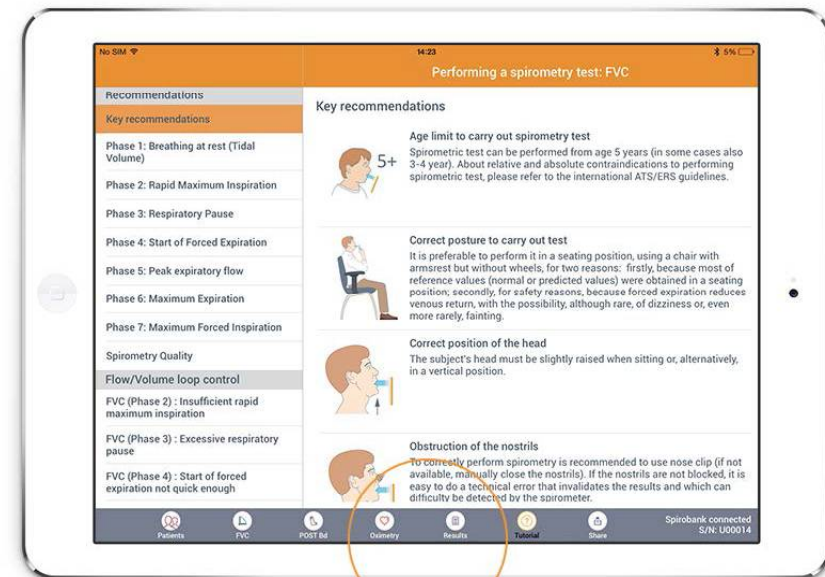 No SIM
14:23
5%
Performing a spirometry test: FVC
Recommendations
Key recommendations
Phase 1: Breathing at rest (Tidal
Volume)
Phase 2: Rapid Maximum Inspiration
Phase 3: Respiratory Pause
Phase 4: Start of Forced Expiration
Phase 5: Peak expiratory flow
Phase 6: Maximum Expiration
Phase 7: Maximum Forced Inspiration
Spirometry Quality
Flow/Volume loop control
FVC (Phase 2) : Insufficient rapid
maximum inspiration
FVC (Phase 3) : Excessive respiratory
pause
FVC (Phase 4) : Start of forced
expiration not quick enough
Key recommendations
5+
Age limit to carry out spirometry test
Spirometric test can be performed from age 5 years (in some cases also
3-4 year). About relative and absolute contraindications to performing
spirometric test, please refer to the international ATS/ERS guidelines.
Correct posture to carry out test
It is preferable to perform it in a seating position, using a chair with
armsrest but without wheels, for two reasons: firstly, because most of
reference values (normal or predicted values) were obtained in a seating
position; secondly, for safety reasons, because forced expiration reduces
venous return, with the possibility, although rare, of dizziness or, even
more rarely, fainting.
Correct position of the head
The subject's head must be slightly raised when sitting or, alternatively,
in a vertical position.
Obstruction of the nostrils
To correctly perform spirometry is recommended to use nose clip (if not
available, manually close the nostrils). If the nostrils are not blocked, it is
easy to do a technical error that invalidates the results and which can
difficulty be detected by the spirometer.
Patients
FVC
POST Bd
Oximetry
Results
Tutorial
Share
Spirobank connected
S/N: U00014